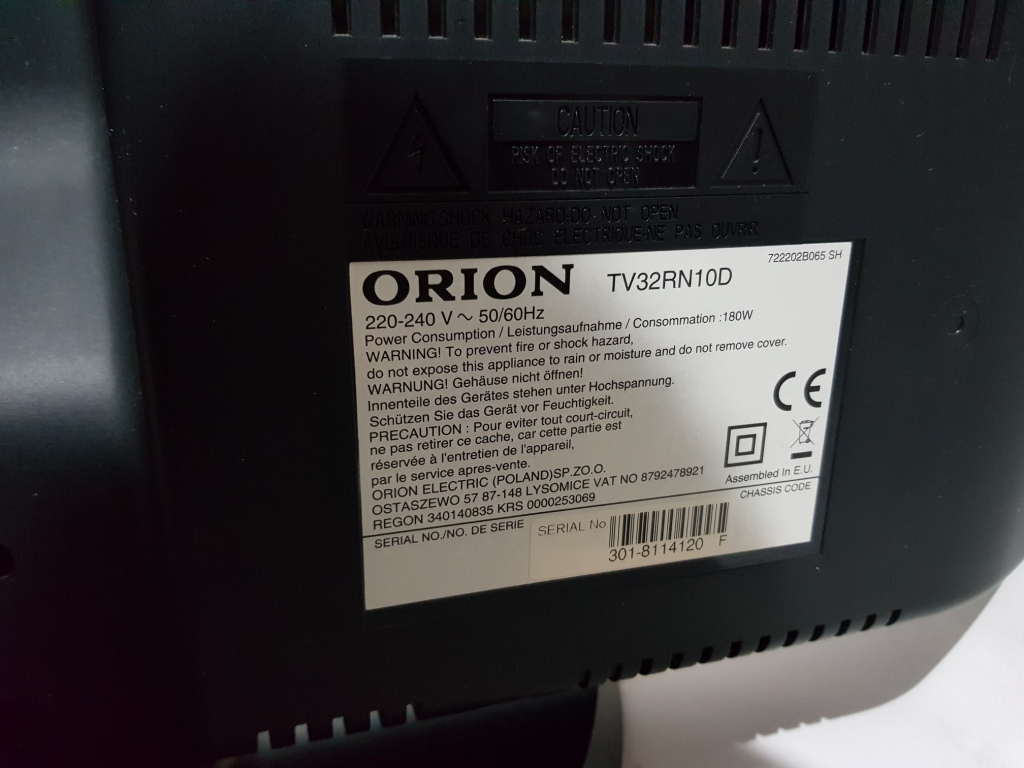 CAUTION
RISK OF ELECTRIC SHOCK
DO NOT OPEN
WARNING:SHOCK HAZARD-DO NOT OPEN
AVIS:RISQUE DE CHOC ELECTRIQUE-NE PAS OUVRIR
722202B065 SH
ORION TV32RN10D
220-240 V ~ 50/60Hz
Power Consumption / Leistungsaufnahme / Consommation :180W
WARNING! To prevent fire or shock hazard,
do not expose this appliance to rain or moisture and do not remove cover.
WARNUNG! Gehäuse nicht öffnen!
Innenteile des Gerätes stehen unter Hochspannung.
Schützen Sie das Gerät vor Feuchtigkeit.
PRECAUTION : Pour eviter tout court-circuit,
ne pas retirer ce cache, car cette partie est
réservée à l'entretien de l'appareil,
par le service apres-vente.
CE
ORION ELECTRIC (POLAND)SP.ZO.O.
OSTASZEWO 57 87-148 LYSOMICE VAT NO 8792478921
REGON 340140835 KRS 0000253069
Assembled In E.U.
SERIAL NO./NO. DE SERIE
CHASSIS CODE
SERIAL No
301-8114120 F